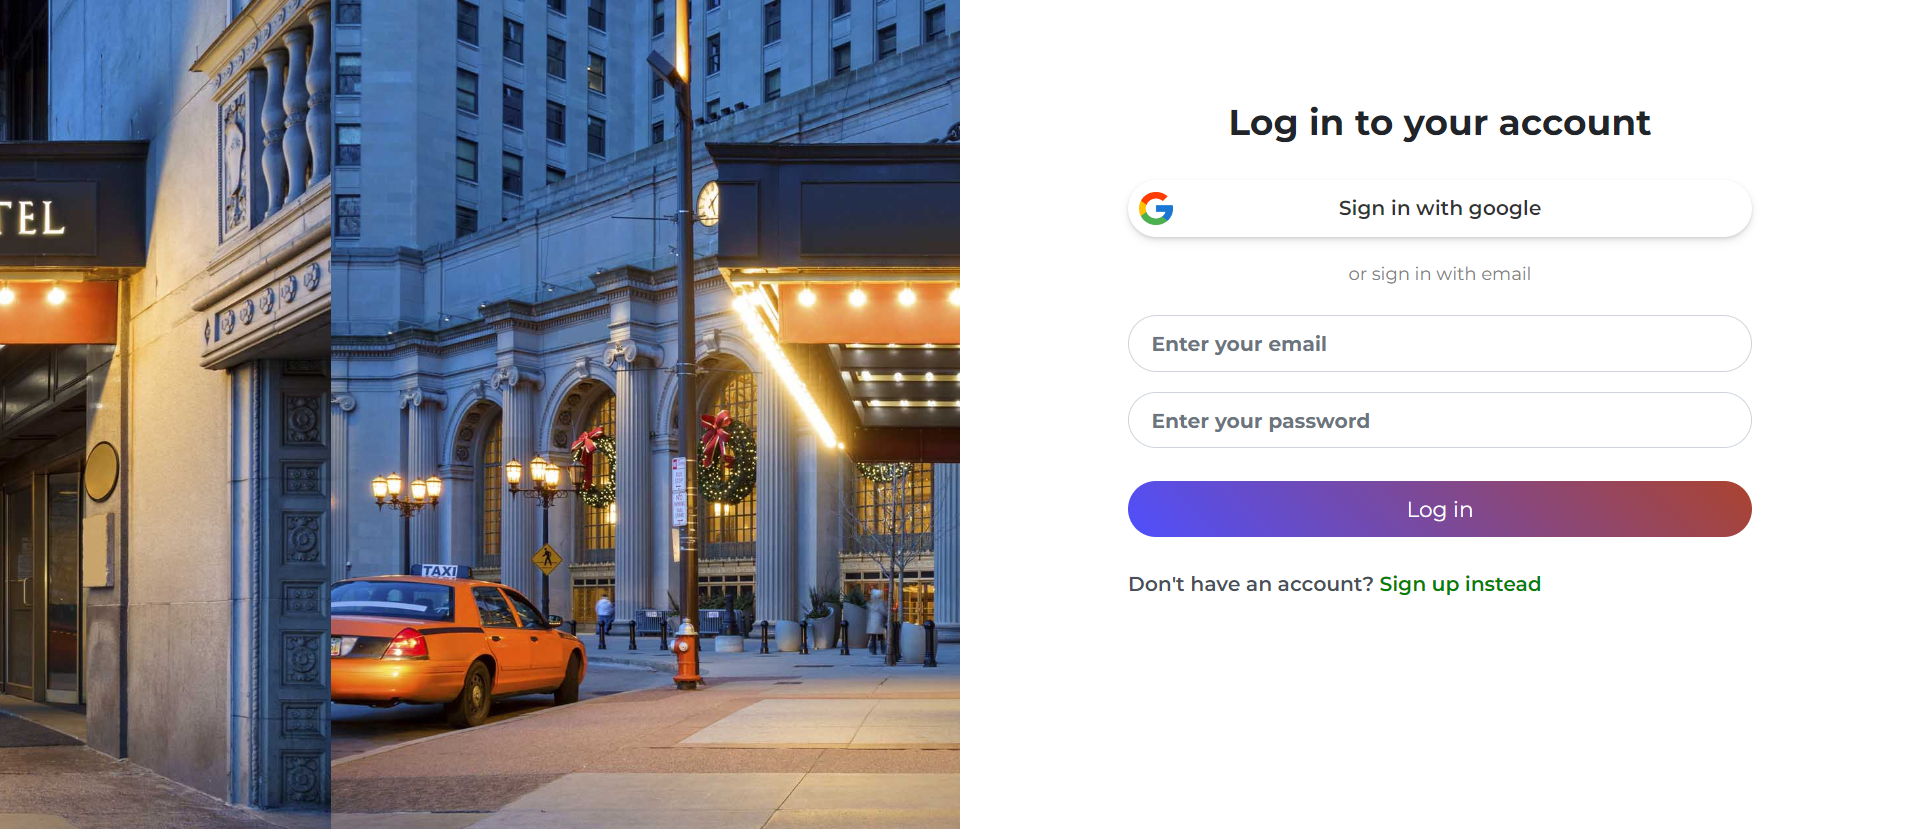 TEL
TAXI
Log in to your account
Sign in with google
or sign in with email
Enter your email
Enter your password
Log in
Don't have an account? Sign up instead